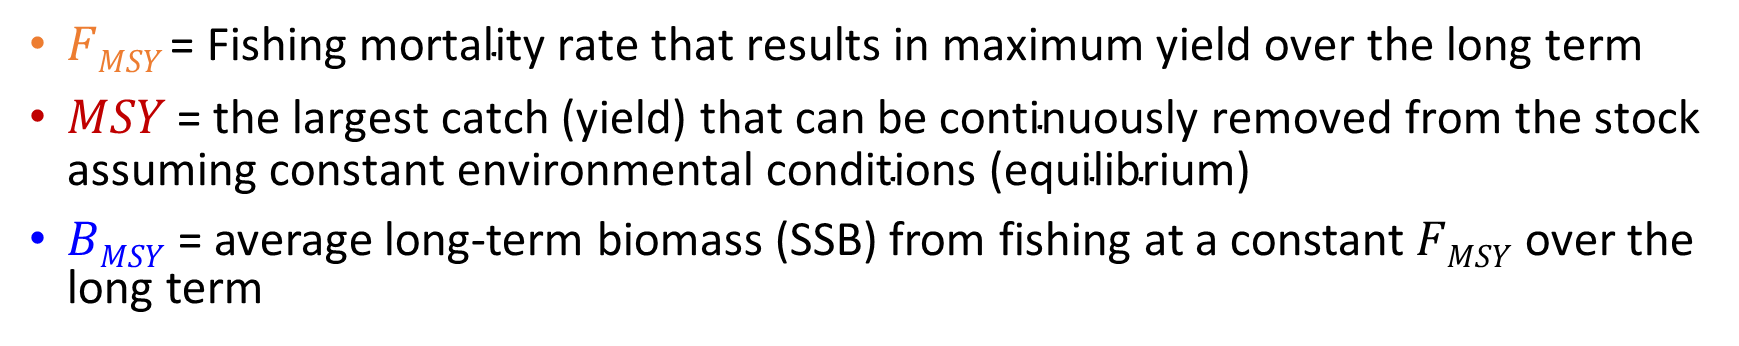 • F_MSY = Fishing mortality rate that results in maximum yield over the long term
• MSY = the largest catch (yield) that can be continuously removed from the stock
assuming constant environmental conditions (equilibrium)
• B_MSY = average long-term biomass (SSB) from fishing at a constant F_MSY over the
long term